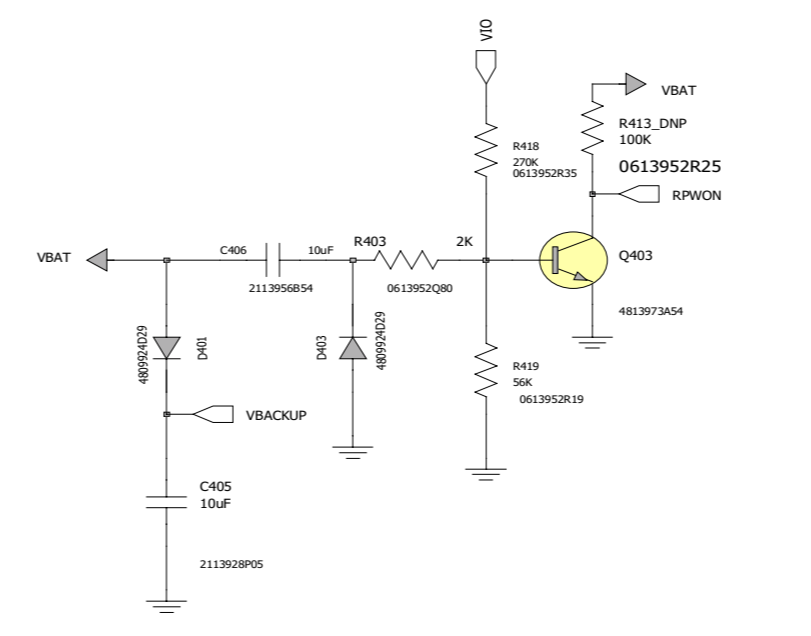 VIO
VBAT
R413_DNP
100K
R418
270K
0613952R35
0613952R25
RPWON
R403
2K
C406
10uF
VBAT
Q403
2113956B54
0613952Q80
4813973A54
4809924D29
D401
D403
4809924D29
R419
56K
0613952R19
VBACKUP
C405
10uF
2113928P05